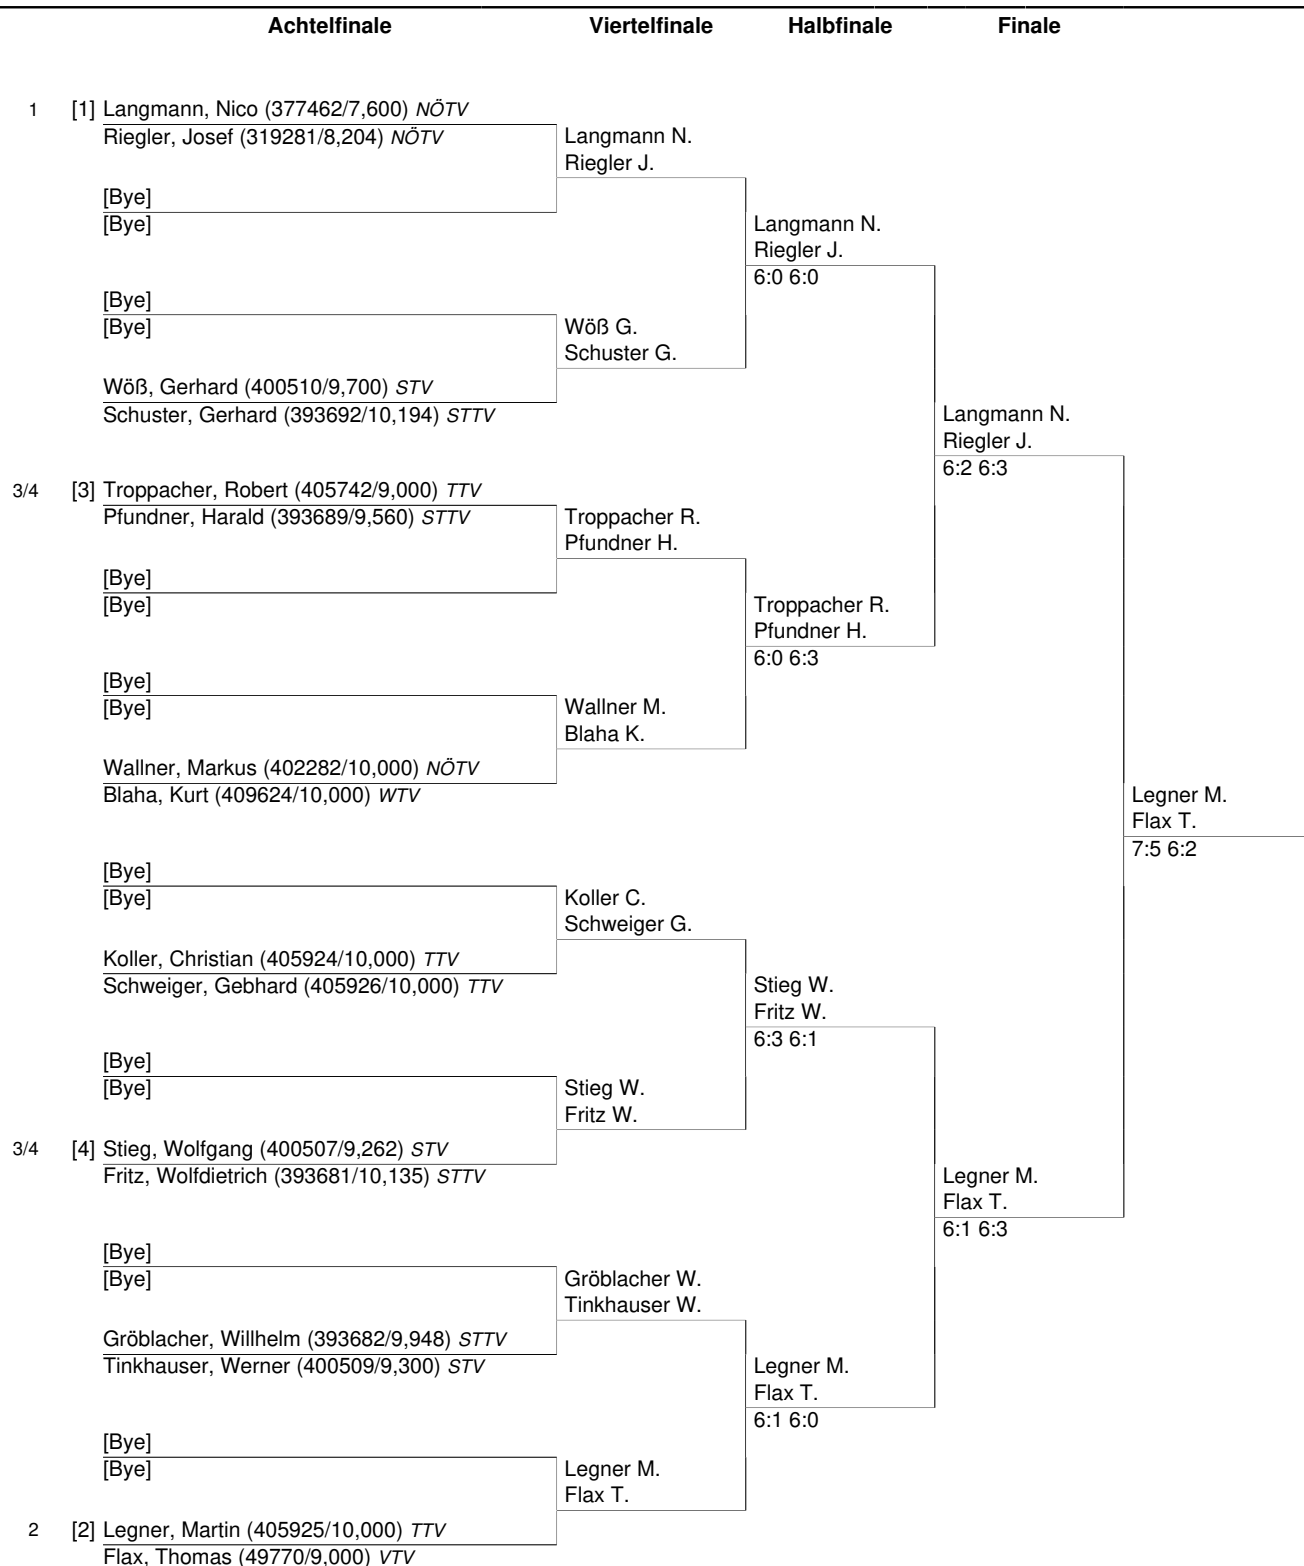 Achtelfinale Viertelfinale Halbfinale Finale
1 [1] Langmann, Nico (377462/7,600) NÖTV
Riegler, Josef (319281/8,204) NÖTV Langmann N.
Riegler J.
[Bye]
[Bye] Langmann N.
Riegler J.
6:0 6:0
[Bye]
[Bye] Wöß G.
Schuster G.
Wöß, Gerhard (400510/9,700) STV
Schuster, Gerhard (393692/10,194) STTV Langmann N.
Riegler J.
6:2 6:3
3/4 [3] Troppacher, Robert (405742/9,000) TTV
Pfundner, Harald (393689/9,560) STTV Troppacher R.
Pfundner H.
[Bye]
[Bye] Troppacher R.
Pfundner H.
6:0 6:3
[Bye]
[Bye] Wallner M.
Blaha K.
Wallner, Markus (402282/10,000) NÖTV
Blaha, Kurt (409624/10,000) WTV Legner M.
Flax T.
7:5 6:2
[Bye]
[Bye] Koller C.
Schweiger G.
Koller, Christian (405924/10,000) TTV
Schweiger, Gebhard (405926/10,000) TTV Stieg W.
Fritz W.
6:3 6:1
[Bye]
[Bye] Stieg W.
Fritz W.
3/4 [4] Stieg, Wolfgang (400507/9,262) STV
Fritz, Wolfdietrich (393681/10,135) STTV Legner M.
Flax T.
6:1 6:3
[Bye]
[Bye] Gröblacher W.
Tinkhauser W.
Gröblacher, Willhelm (393682/9,948) STTV
Tinkhauser, Werner (400509/9,300) STV Legner M.
Flax T.
6:1 6:0
[Bye]
[Bye] Legner M.
Flax T.
2 [2] Legner, Martin (405925/10,000) TTV
Flax, Thomas (49770/9,000) VTV